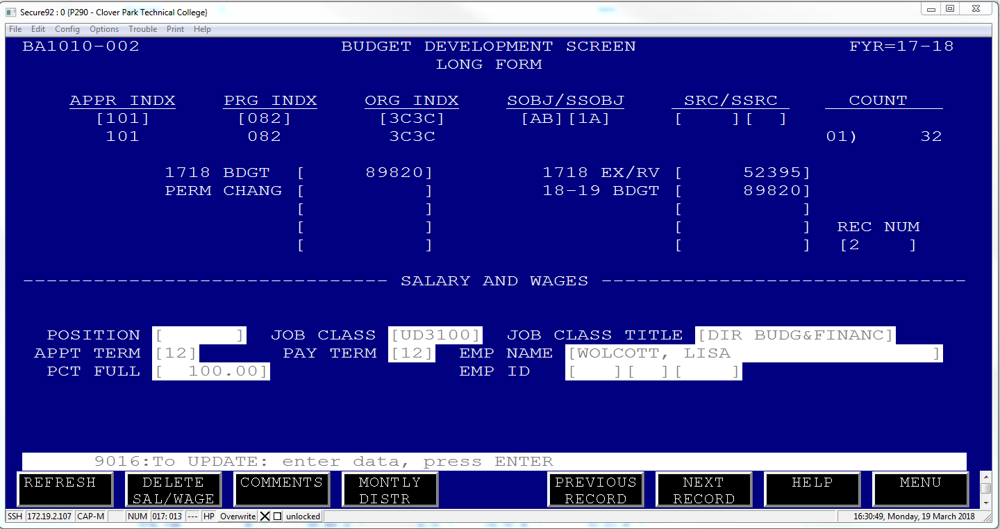 Secure92 : 0 {P290 - Clover Park Technical College}
File Edit Config Options Trouble Print Help
BA1010-002 BUDGET DEVELOPMENT SCREEN FYR=17-18
LONG FORM
APPR INDX PRG INDX ORG INDX SOBJ/SSOBJ SRC/SSRC COUNT
[101] [082] [3C3C] [AB][1A] [ ][ ]
101 082 3C3C 01) 32
1718 BDGT [ 89820] 1718 EX/RV [ 52395]
PERM CHANG [ ] 18-19 BDGT [ 89820]
[ ] [ ]
[ ] [ ] REC NUM
[ ] [ ] [2 ]
------------------------------- SALARY AND WAGES -------------------------------
POSITION [ ] JOB CLASS [UD3100] JOB CLASS TITLE [DIR BUDG&FINANC]
APPT TERM [12] PAY TERM [12] EMP NAME [WOLCOTT, LISA ]
PCT FULL [ 100.00] EMP ID [ ][ ][ ]
9016:To UPDATE: enter data, press ENTER
REFRESH DELETE COMMENTS MONTLY PREVIOUS NEXT HELP MENU
SAL/WAGE DISTR RECORD RECORD
SSH 172.19.2.107 CAP-M NUM 017: 013 --- HP Overwrite unlocked 16:30:49, Monday, 19 March 2018